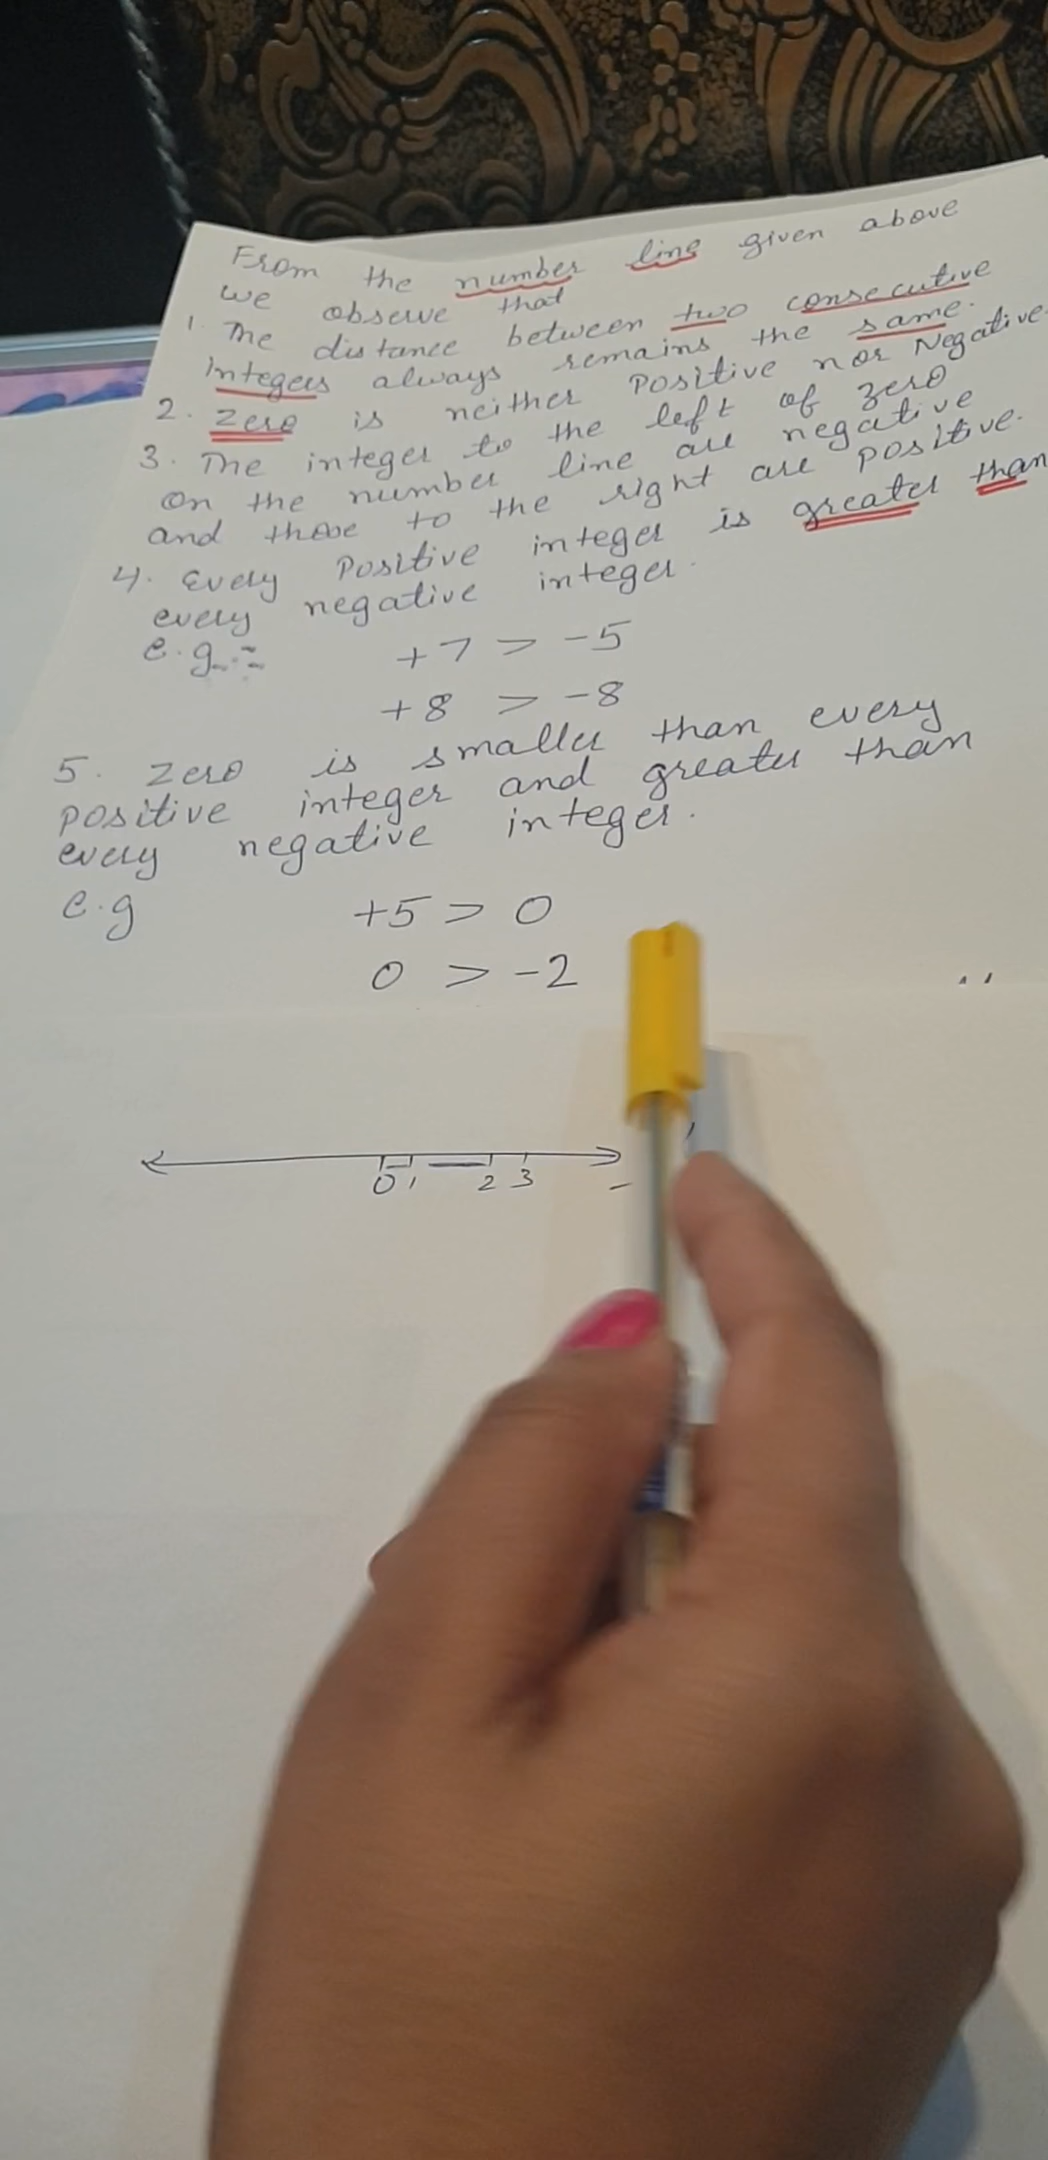 From the number line given above
we observe that
1. The distance between two consecutive
integers always remains the same.
2. Zero is neither Positive nor Negative.
3. The integer to the left of zero
on the number line are negative
and those to the right are positive.
4. Every Positive integer is greater than
every negative integer.
e.g.:-
+7 > -5
+8 > -8
5. Zero is smaller than every
positive integer and greater than
every negative integer.
e.g
+5 > 0
0 > -2
0 1 2 3